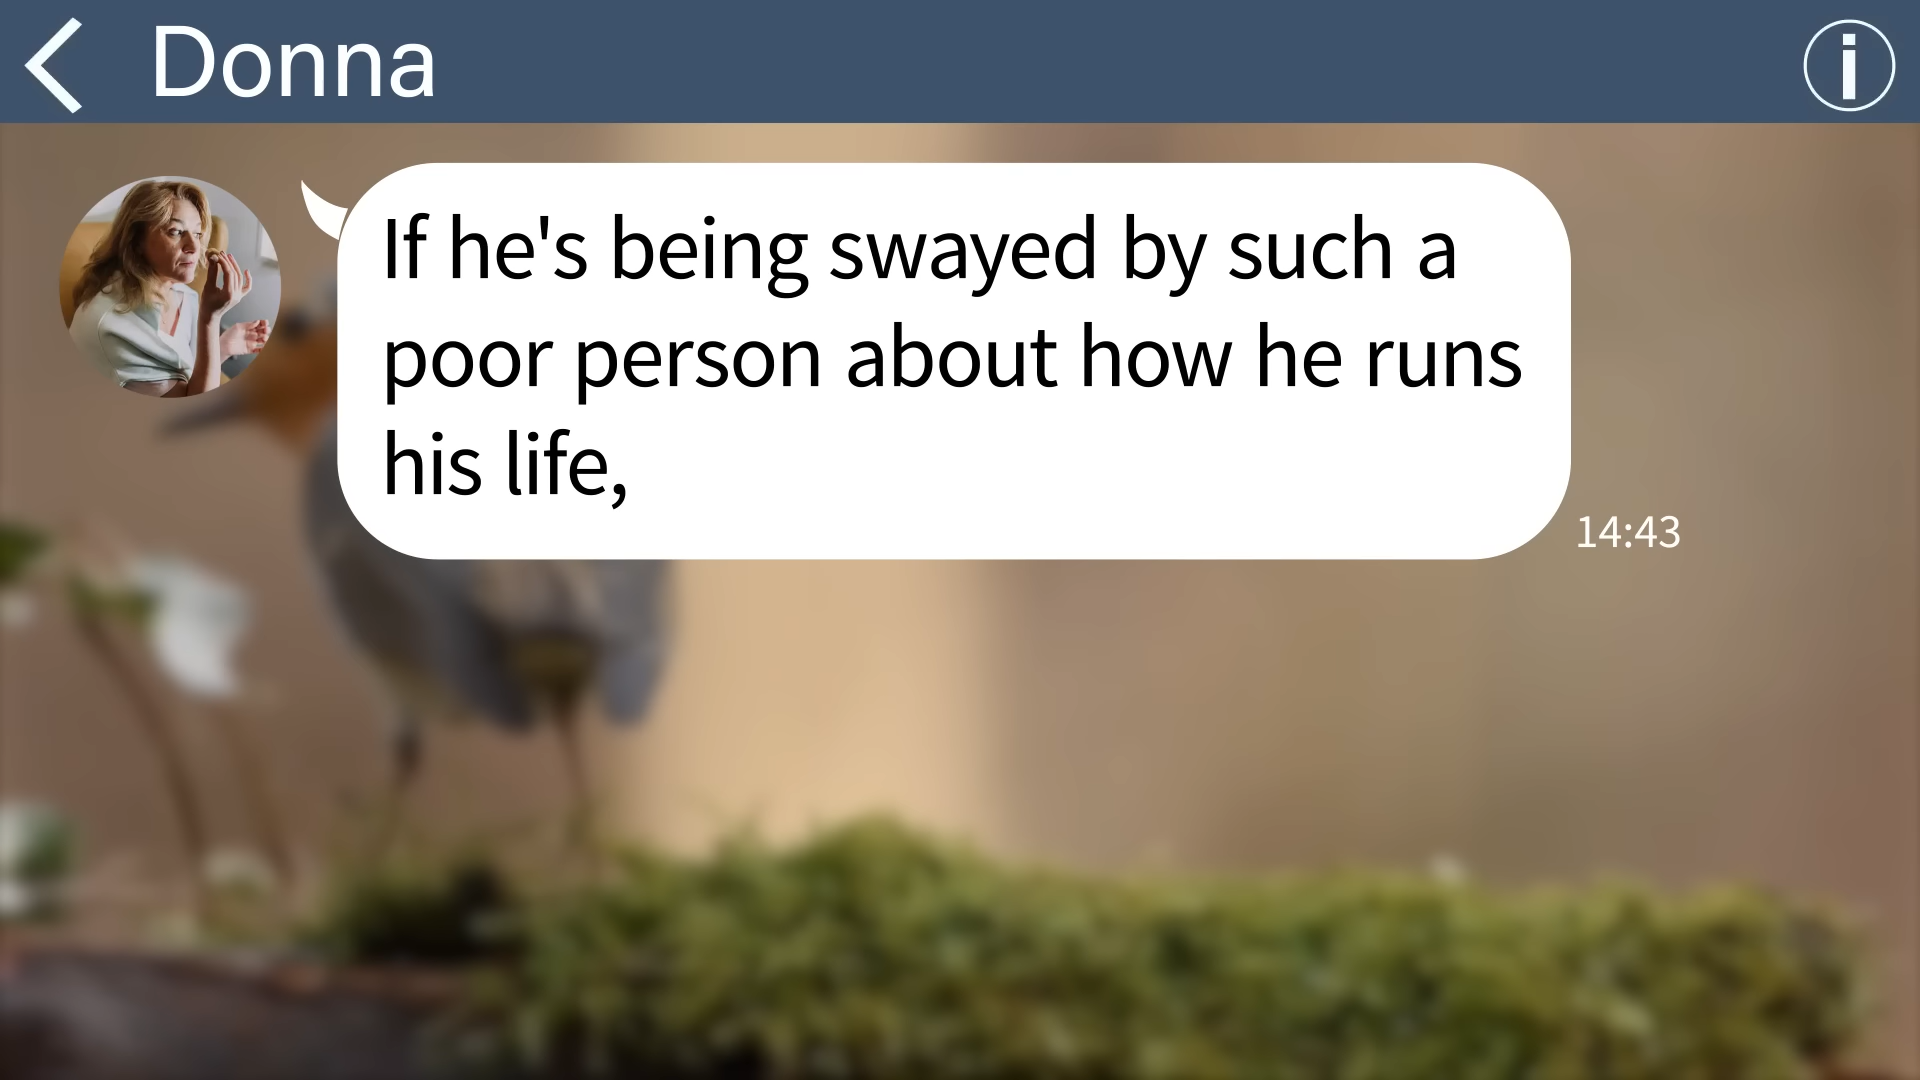 Donna
If he's being swayed by such a
poor person about how he runs
his life,
14:43